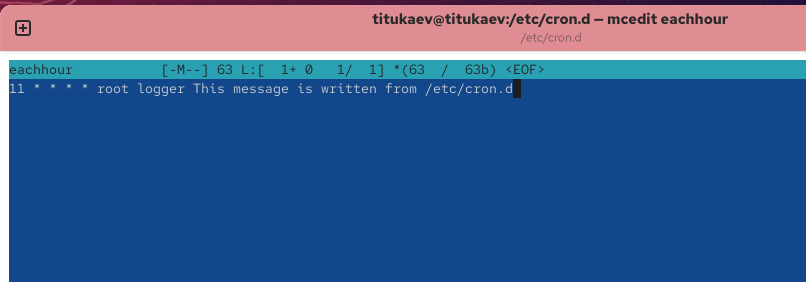 titukaev@titukaev:/etc/cron.d — mcedit eachhour
/etc/cron.d
eachhour [-M--] 63 L:[ 1+ 0 1/ 1] *(63 / 63b) <EOF>
11 * * * * root logger This message is written from /etc/cron.d